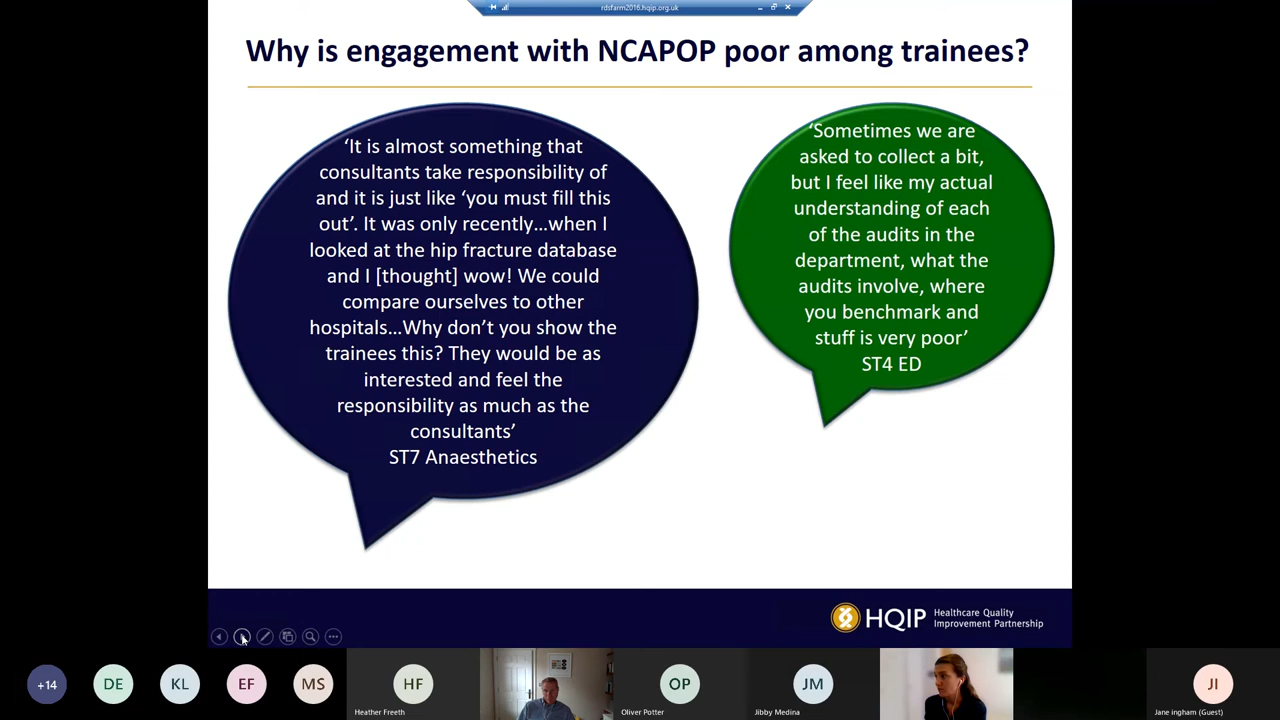 rdsfarm2016.hqip.org.uk
Why is engagement with NCAPOP poor among trainees?
‘It is almost something that
consultants take responsibility of
and it is just like ‘you must fill this
out’. It was only recently…when I
looked at the hip fracture database
and I [thought] wow! We could
compare ourselves to other
hospitals…Why don’t you show the
trainees this? They would be as
interested and feel the
responsibility as much as the
consultants’
ST7 Anaesthetics
‘Sometimes we are
asked to collect a bit,
but I feel like my actual
understanding of each
of the audits in the
department, what the
audits involve, where
you benchmark and
stuff is very poor’
ST4 ED
HQIP
Healthcare Quality
Improvement Partnership
+14
DE
KL
EF
MS
HF
Heather Freeth
OP
Oliver Potter
JM
Jibby Medina
JI
Jane ingham (Guest)